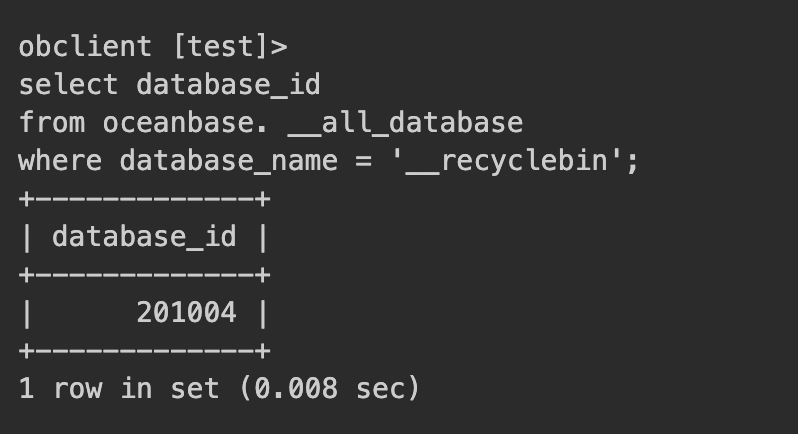 obclient [test]>
select database_id
from oceanbase. __all_database
where database_name = '__recyclebin';
+-------------+
| database_id |
+-------------+
|      201004 |
+-------------+
1 row in set (0.008 sec)